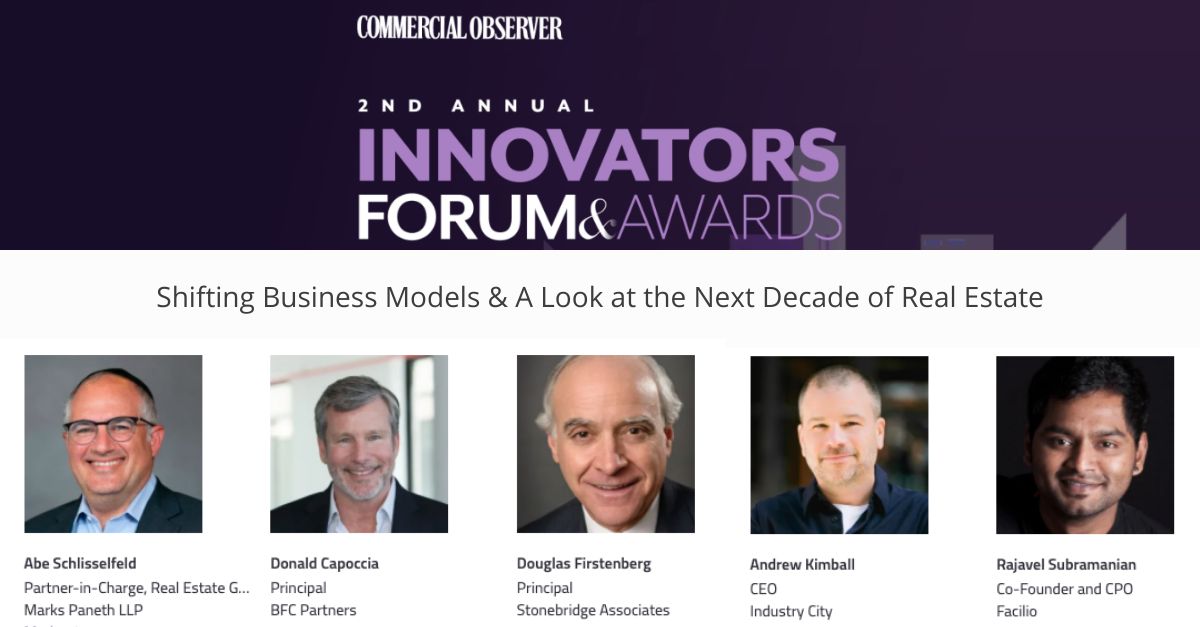 COMMERCIAL OBSERVER
2ND ANNUAL
INNOVATORS
FORUM&AWARDS
Shifting Business Models & A Look at the Next Decade of Real Estate
Abe Schlisselfeld
Partner-in-Charge, Real Estate G...
Marks Paneth LLP
Donald Capoccia
Principal
BFC Partners
Douglas Firstenberg
Principal
Stonebridge Associates
Andrew Kimball
CEO
Industry City
Rajavel Subramanian
Co-Founder and CPO
Facilio